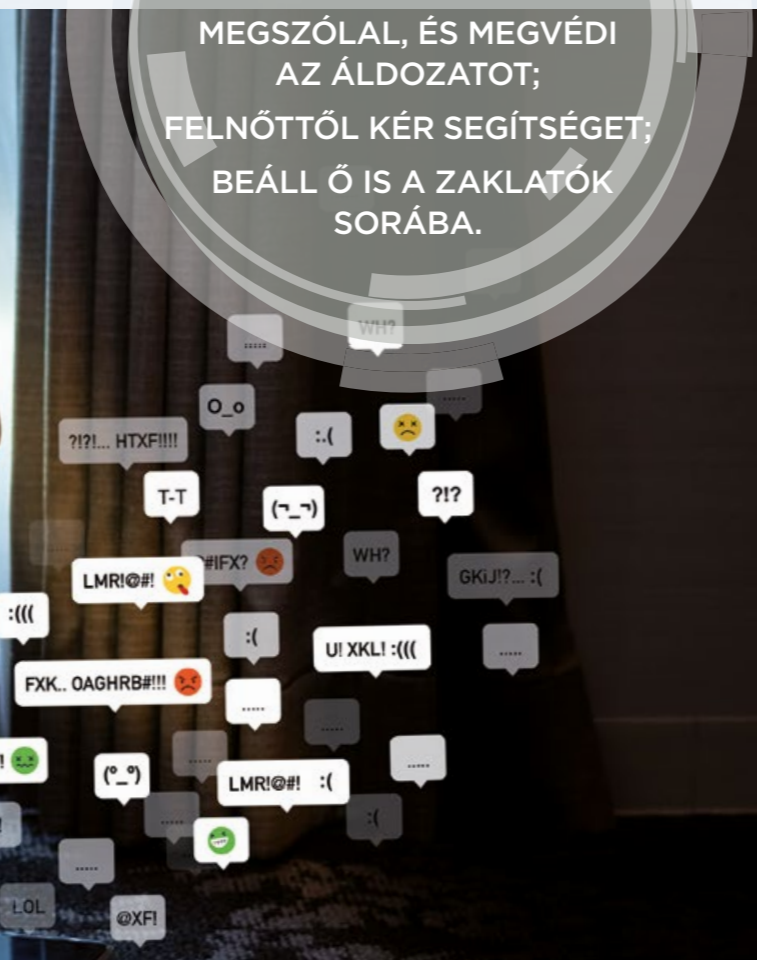 MEGSZÓLAL, ÉS MEGVÉDI
AZ ÁLDOZATOT;
FELNŐTTŐL KÉR SEGÍTSÉGET;
BEÁLL Ő IS A ZAKLATÓK
SORÁBA.
.....
WH?
.....
O_o
?!?!... HTXF!!!!
:.(
T-T
(¬_¬)
?!?
#IFX?
WH?
LMR!@#!
GKiJ!?... :(
:(((
:(
U! XKL! :(((
.....
FXK.. OAGHRB#!!!
.....
.....
!
(°_°)
.....
LMR!@#! :(
.....
.....
:(
.....
LOL
@XF!